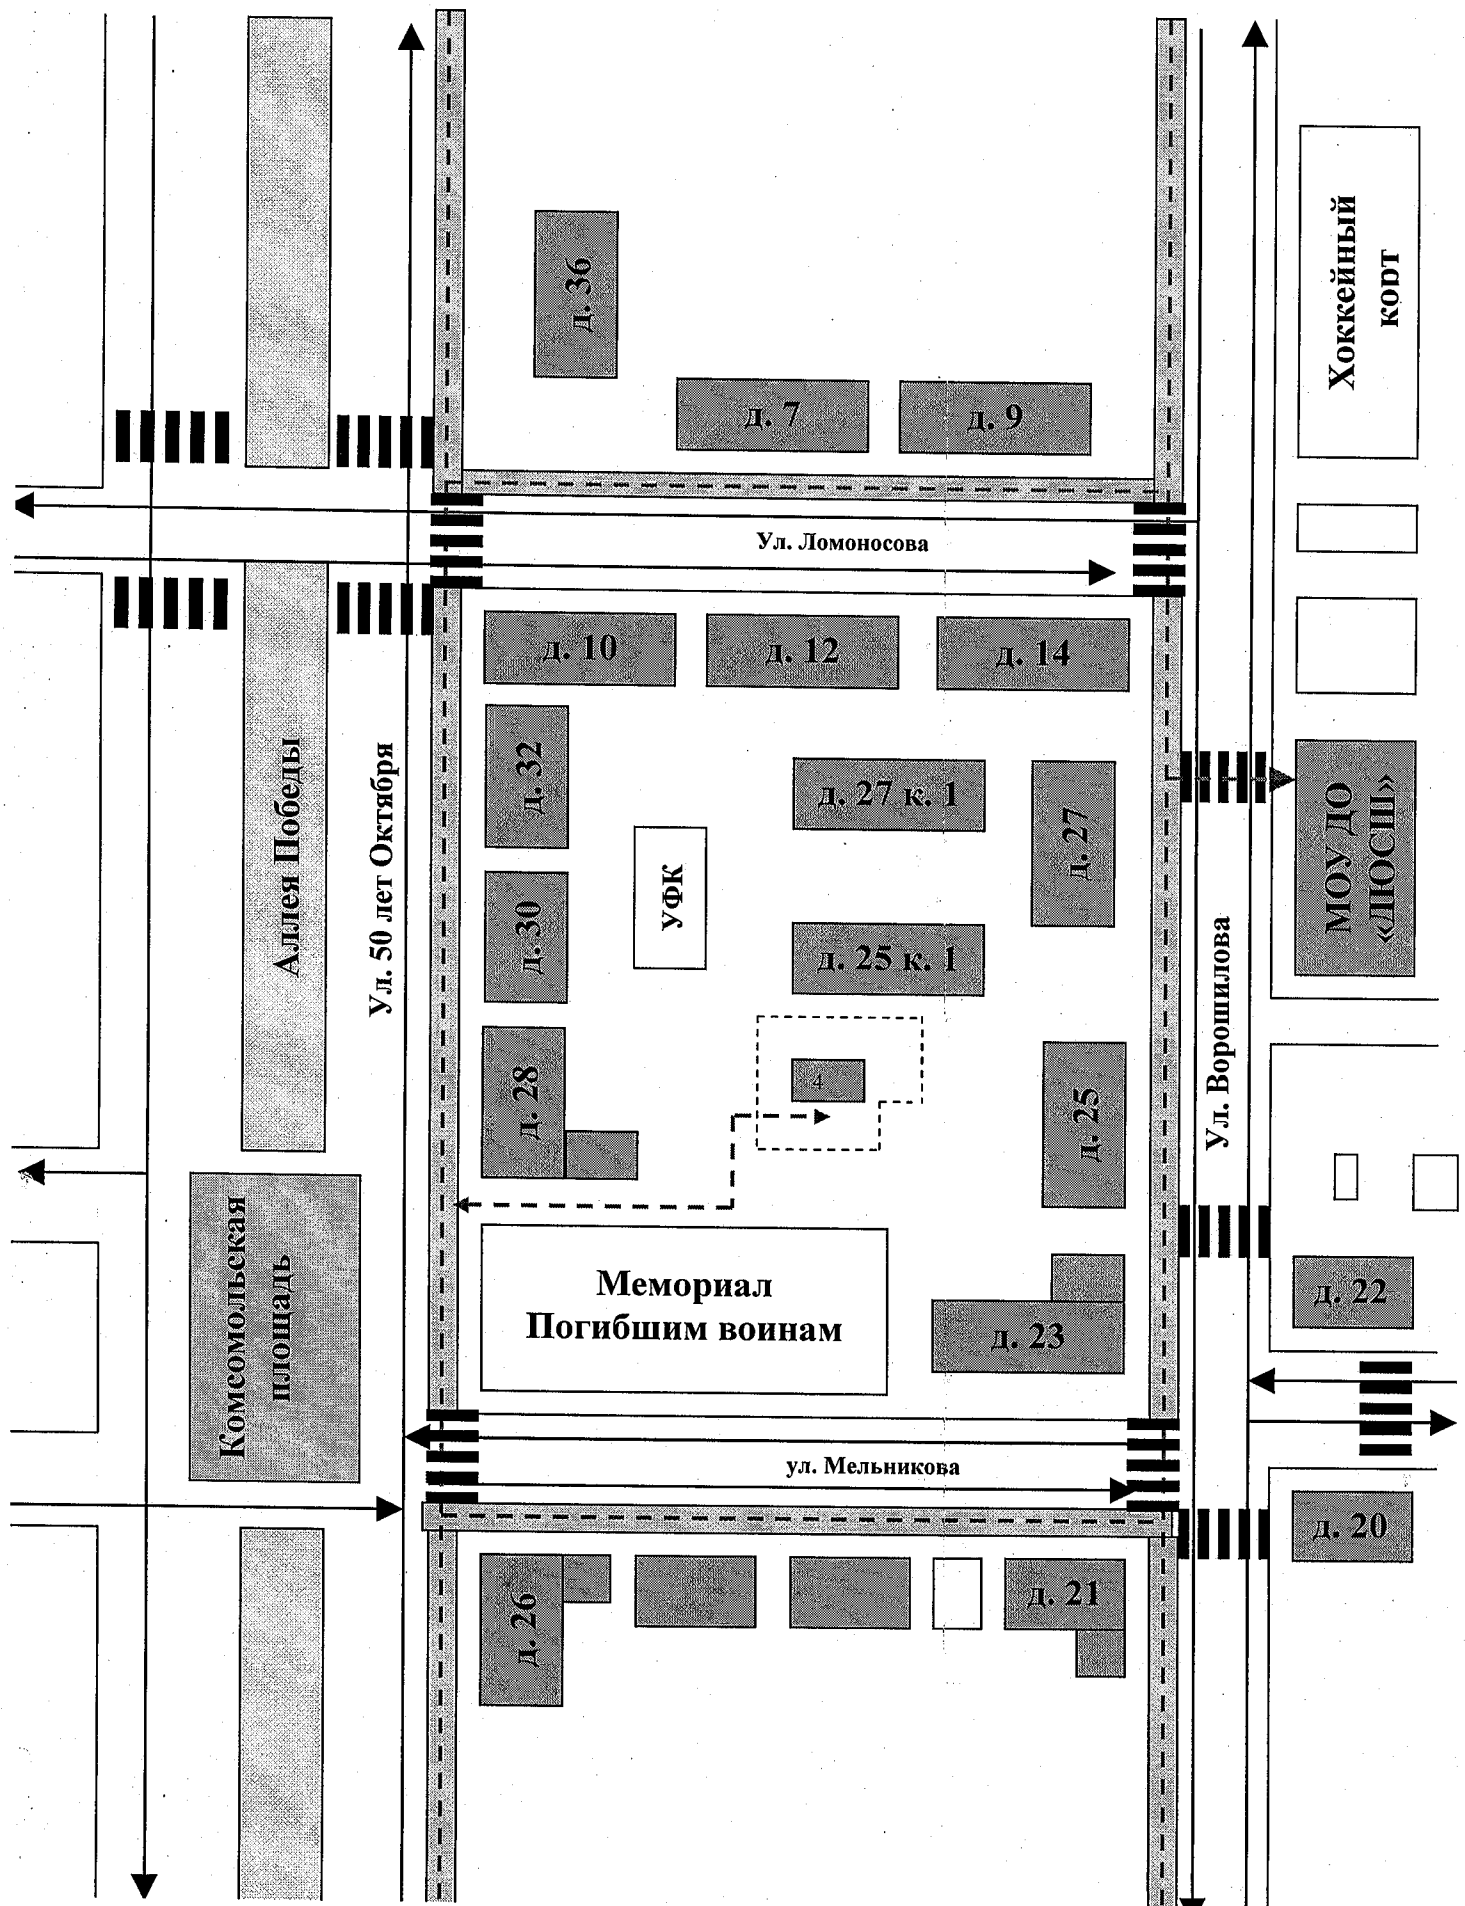 д. 36
Хоккейный
корт
д. 7
д. 9
Ул. Ломоносова
д. 10
д. 12
д. 14
д. 32
д. 27 к. 1
д. 27
МОУ ДО
«ДЮСШ»
Аллея Победы
Ул. 50 лет Октября
УФК
д. 30
д. 25 к. 1
Ул. Ворошилова
д. 28
4
д. 25
Комсомольская
площадь
Мемориал
Погибшим воинам
д. 23
д. 22
ул. Мельникова
д. 20
д. 26
д. 21